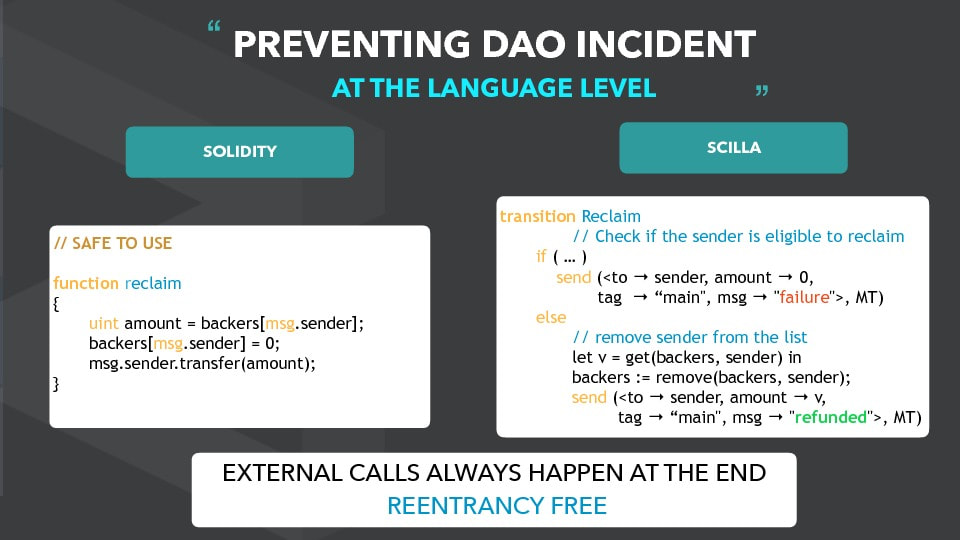 “ PREVENTING DAO INCIDENT
AT THE LANGUAGE LEVEL ”
SOLIDITY
// SAFE TO USE
function reclaim
{
uint amount = backers[msg.sender];
backers[msg.sender] = 0;
msg.sender.transfer(amount);
}
SCILLA
transition Reclaim
// Check if the sender is eligible to reclaim
if ( … )
send (<to → sender, amount → 0,
tag → “main", msg → "failure">, MT)
else
// remove sender from the list
let v = get(backers, sender) in
backers := remove(backers, sender);
send (<to → sender, amount → v,
tag → “main", msg → "refunded">, MT)
EXTERNAL CALLS ALWAYS HAPPEN AT THE END
REENTRANCY FREE